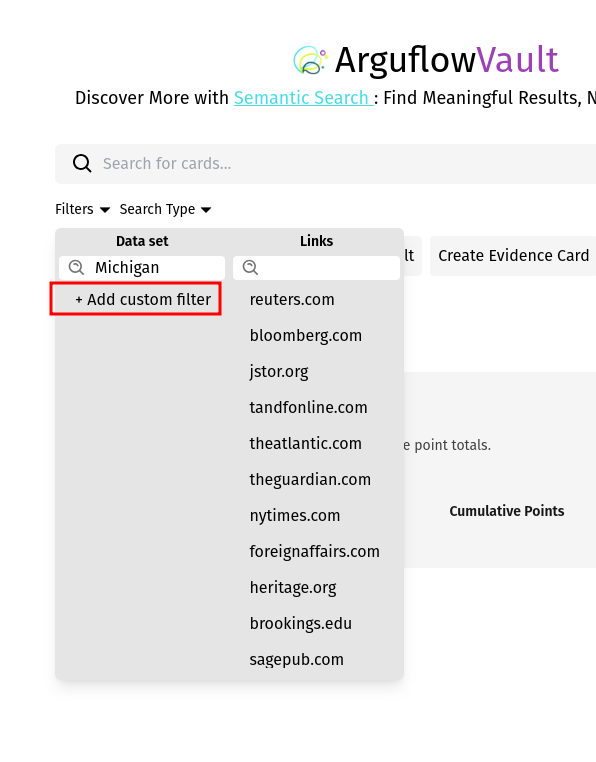 ArguflowVault
Discover More with Semantic Search : Find Meaningful Results, N
Search for cards...
Filters Search Type
Data set Links
Michigan
+ Add custom filter
reuters.com
bloomberg.com
jstor.org
tandfonline.com
theatlantic.com
theguardian.com
nytimes.com
foreignaffairs.com
heritage.org
brookings.edu
sagepub.com
lt Create Evidence Card
e point totals.
Cumulative Points